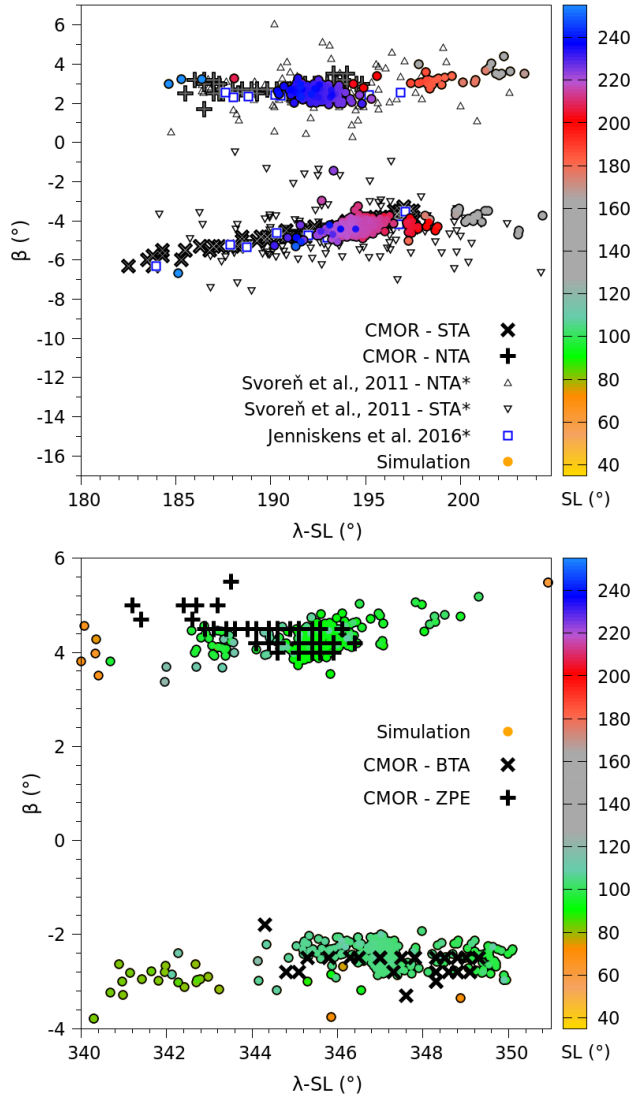 6
4
2
0
-2
-4
-6
-8
-10
-12
-14
-16
β (°)
180 185 190 195 200
λ-SL (°)
CMOR - STA
CMOR - NTA
Svoreň et al., 2011 - NTA*
Svoreň et al., 2011 - STA*
Jenniskens et al. 2016*
Simulation
240
220
200
180
160
140
120
100
80
60
40
SL (°)
6
4
2
0
-2
-4
β (°)
340 342 344 346 348 350
λ-SL (°)
Simulation
CMOR - BTA
CMOR - ZPE
240
220
200
180
160
140
120
100
80
60
40
SL (°)